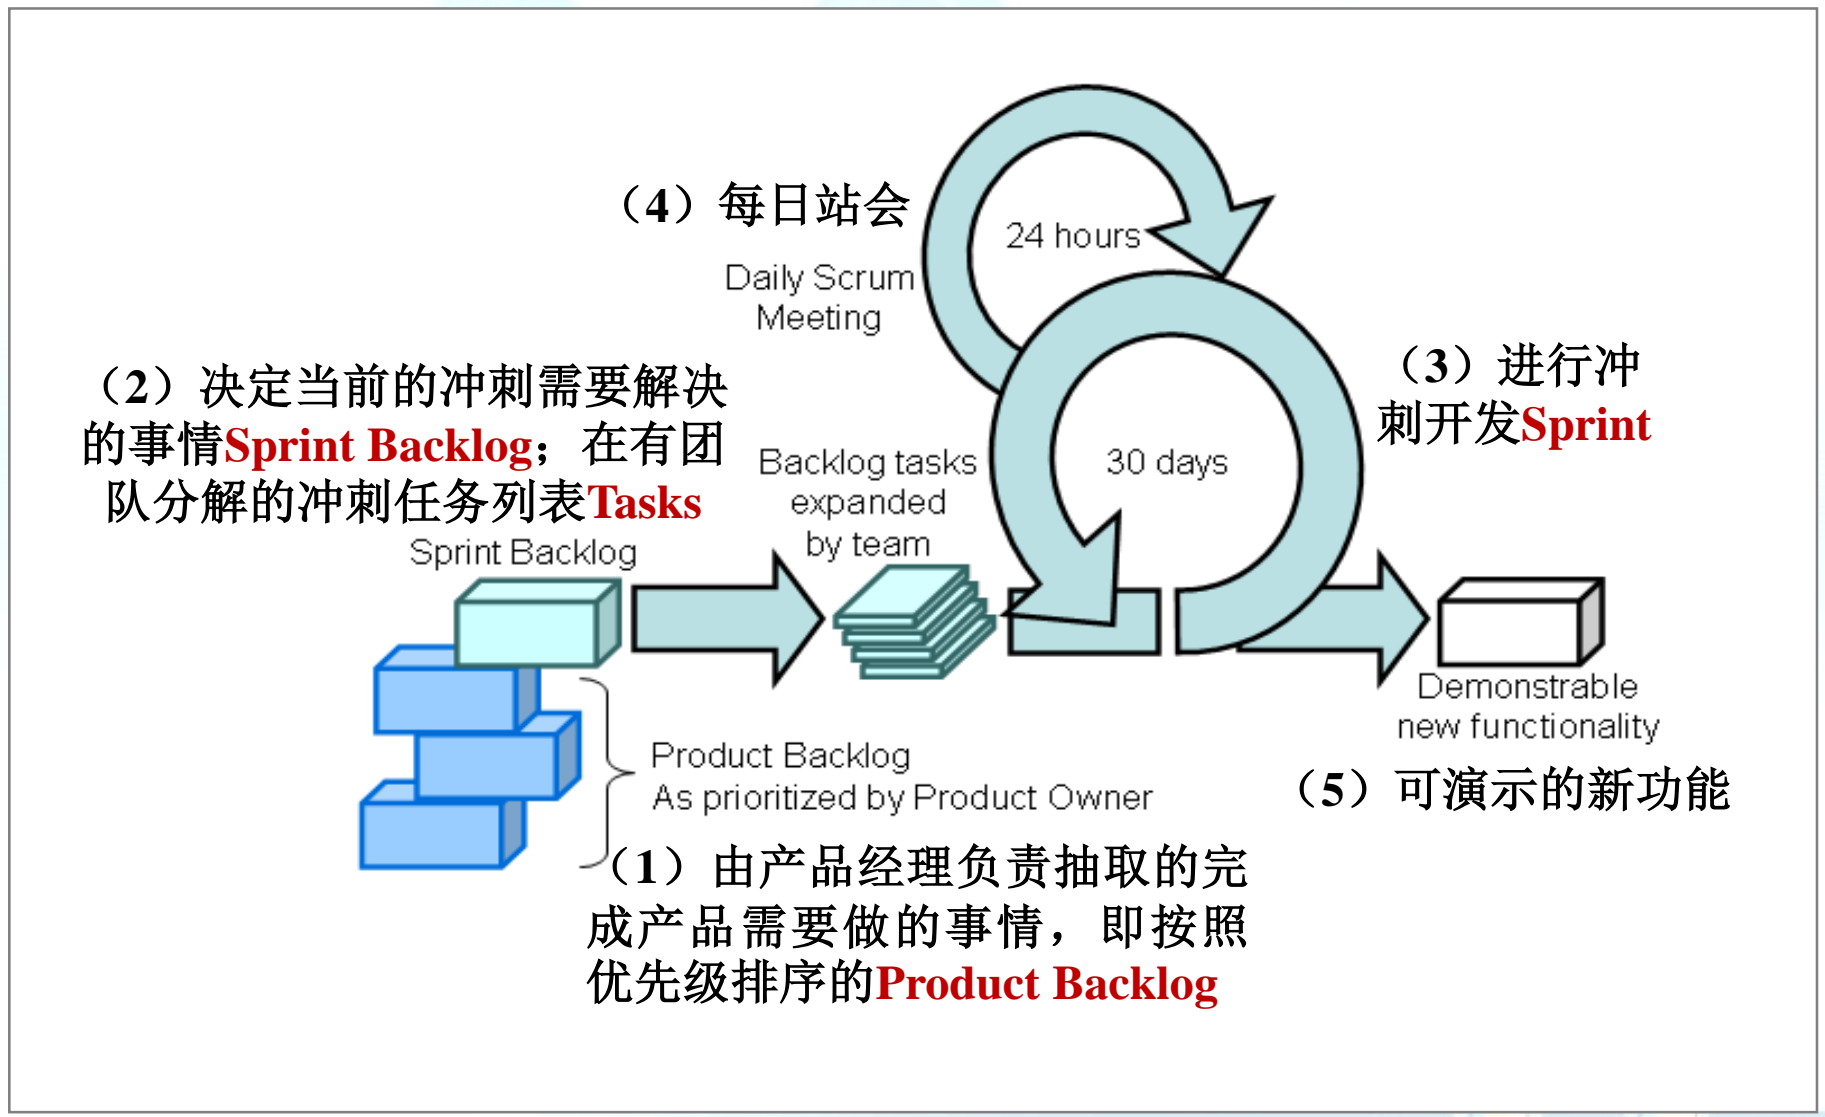 （4）每日站会
24 hours
Daily Scrum
Meeting
（2）决定当前的冲刺需要解决
的事情Sprint Backlog；在有团
队分解的冲刺任务列表Tasks
（3）进行冲
刺开发Sprint
Backlog tasks
expanded
by team
30 days
Sprint Backlog
Demonstrable
new functionality
（5）可演示的新功能
Product Backlog
As prioritized by Product Owner
（1）由产品经理负责抽取的完
成产品需要做的事情，即按照
优先级排序的Product Backlog